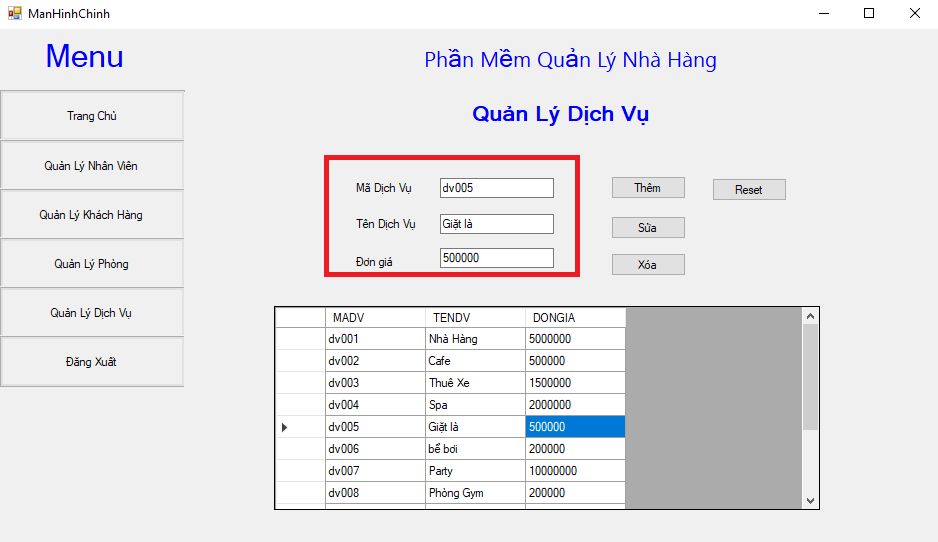 ManHinhChinh
Menu
Phần Mềm Quản Lý Nhà Hàng
Trang Chủ
Quản Lý Nhân Viên
Quản Lý Khách Hàng
Quản Lý Phòng
Quản Lý Dịch Vụ
Đăng Xuất
Quản Lý Dịch Vụ
Mã Dịch Vụ dv005 Thêm Reset
Tên Dịch Vụ Giặt là Sửa
Đơn giá 500000 Xóa
MADV TENDV DONGIA
dv001 Nhà Hàng 5000000
dv002 Cafe 500000
dv003 Thuê Xe 1500000
dv004 Spa 2000000
dv005 Giặt là 500000
dv006 bể bơi 200000
dv007 Party 10000000
dv008 Phòng Gym 200000